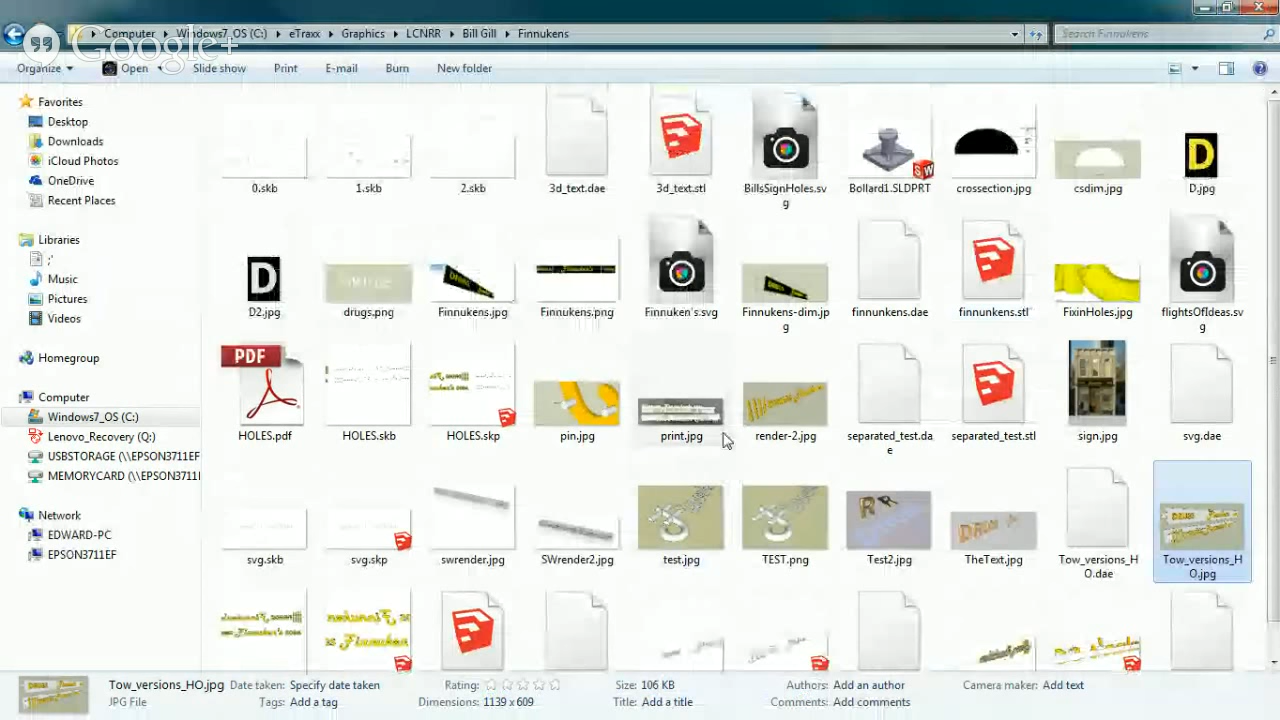 Google+
Computer Windows7_OS (C:) eTraxx Graphics LCNRR Bill Gill Finnukens
Search Finnukens
Organize Open Slide show Print E-mail Burn New folder
Favorites
Desktop
Downloads
iCloud Photos
OneDrive
Recent Places
Libraries
;'
Music
Pictures
Videos
Homegroup
Computer
Windows7_OS (C:)
Lenovo_Recovery (Q:)
USBSTORAGE (\\EPSON3711EF
MEMORYCARD (\\EPSON3711
Network
EDWARD-PC
EPSON3711EF
0.skb 1.skb 2.skb 3d_text.dae 3d_text.stl BillsSignHoles.sv Bollard1.SLDPRT crossection.jpg csdim.jpg D.jpg
g
D2.jpg drugs.png Finnukens.jpg Finnukens.png Finnuken's.svg Finnukens-dim.jp finnunkens.dae finnunkens.stl FixinHoles.jpg flightsOfIdeas.sv
g vg
PDF
HOLES.pdf HOLES.skb HOLES.skp pin.jpg print.jpg render-2.jpg separated_test.da separated_test.stl sign.jpg svg.dae
e
svg.skb svg.skp swrender.jpg SWrender2.jpg test.jpg TEST.png Test2.jpg TheText.jpg Tow_versions_H Tow_versions_H
O.dae O.jpg
Tow_versions_HO.jpg Date taken: Specify date taken Rating: Size: 106 KB Authors: Add an author Camera maker: Add text
JPG File Tags: Add a tag Dimensions: 1139 x 609 Title: Add a title Comments: Add comments